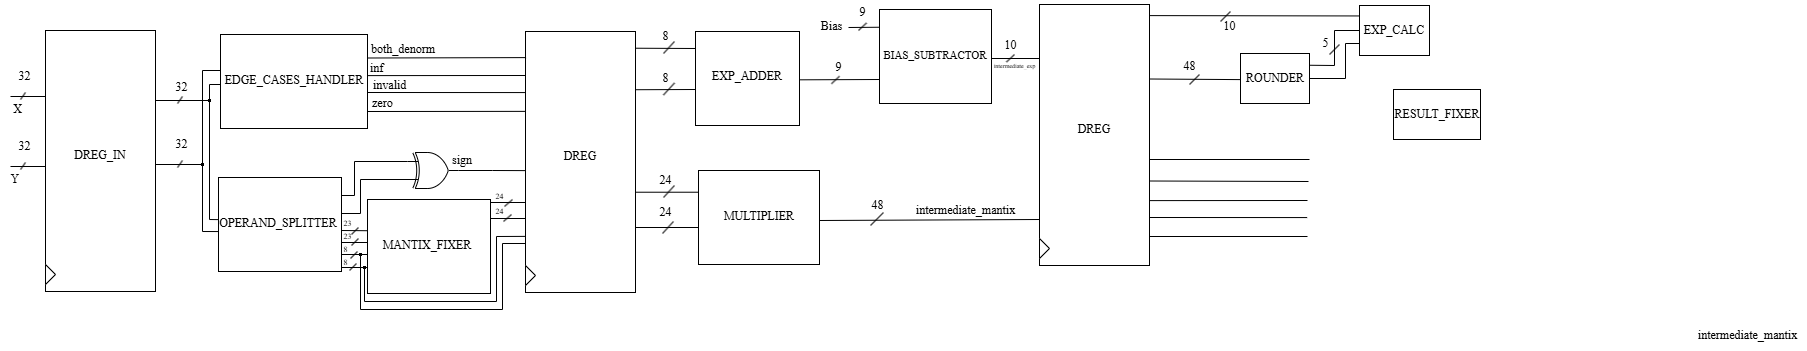 32
X
32
Y
DREG_IN
32
32
EDGE_CASES_HANDLER
both_denorm
inf
invalid
zero
OPERAND_SPLITTER
sign
23
23
8
8
MANTIX_FIXER
24
24
DREG
8
8
EXP_ADDER
9
Bias
9
BIAS_SUBTRACTOR
10
intermediate_exp
24
24
MULTIPLIER
48
intermediate_mantix
DREG
10
48
ROUNDER
5
EXP_CALC
RESULT_FIXER
intermediate_mantix